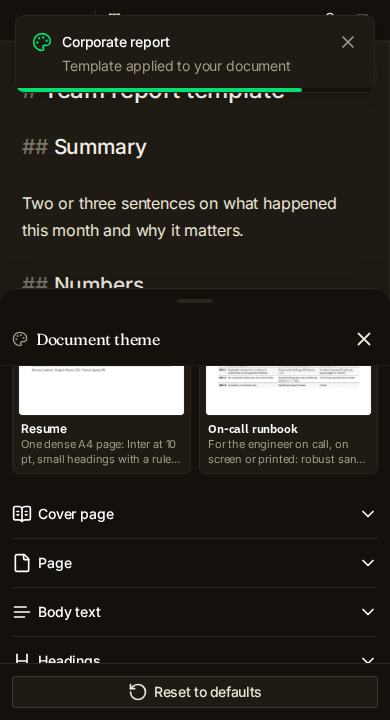 Corporate report
Template applied to your document
# Team report template
## Summary
Two or three sentences on what happened
this month and why it matters.
## Numbers
Document theme
Resume
On-call runbook
One dense A4 page: Inter at 10
pt, small headings with a rule...
For the engineer on call, on
screen or printed: robust san...
Cover page
Page
Body text
Headings
Reset to defaults